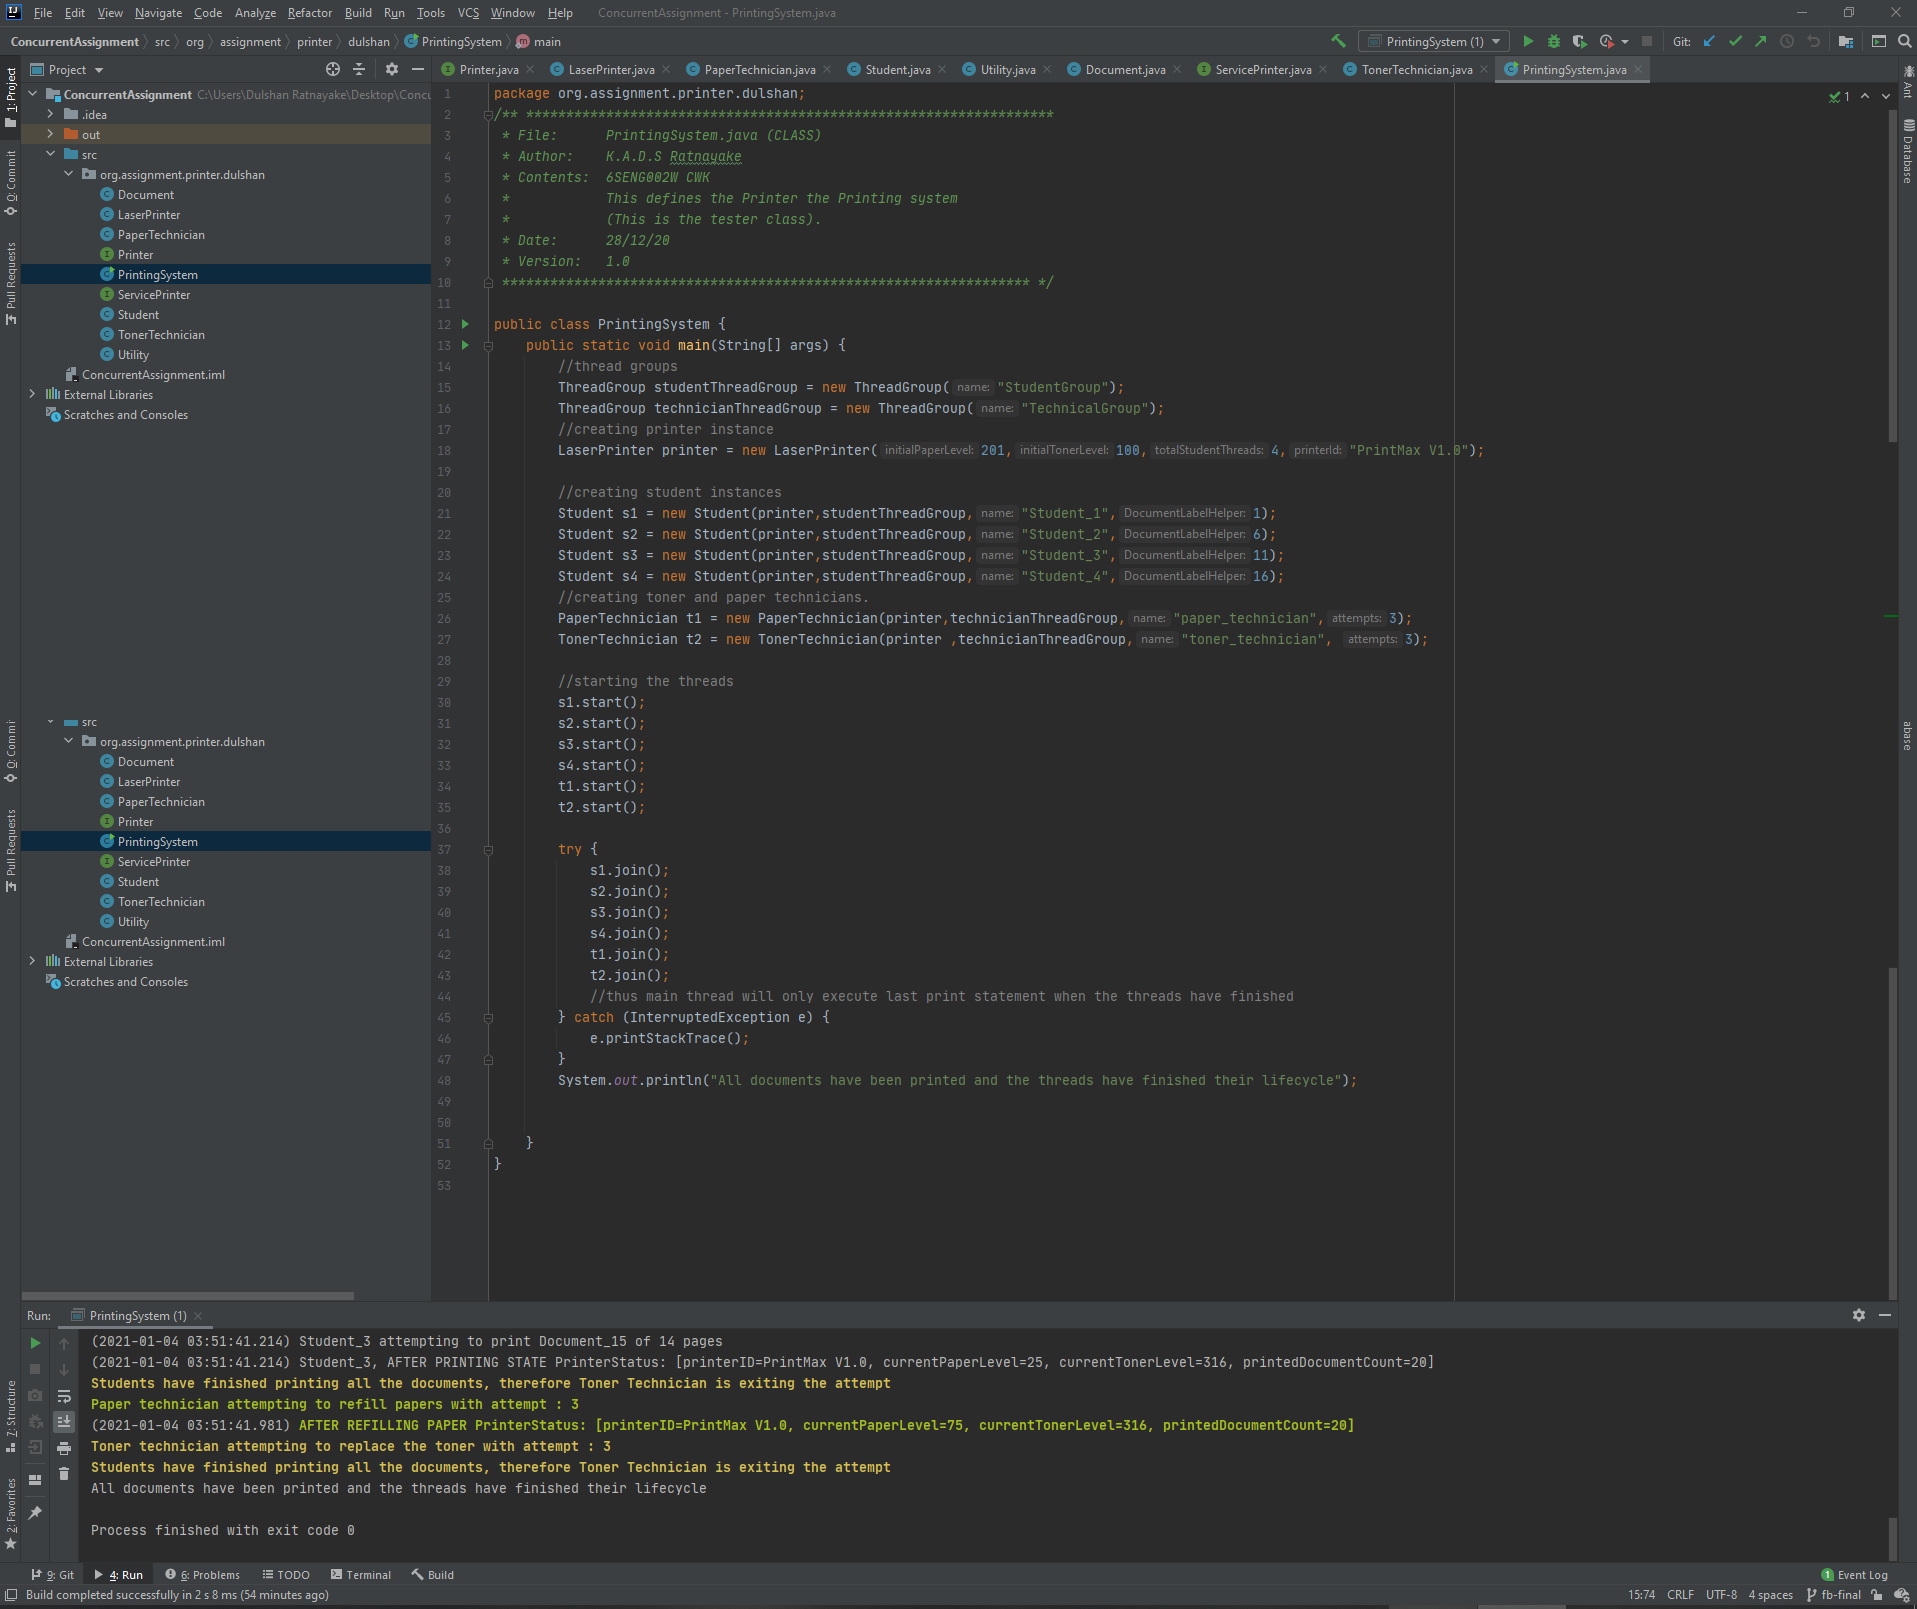 File Edit View Navigate Code Analyze Refactor Build Run Tools VCS Window Help ConcurrentAssignment - PrintingSystem.java
ConcurrentAssignment src org assignment printer dulshan PrintingSystem main PrintingSystem (1) Git:
Project
Printer.java LaserPrinter.java PaperTechnician.java Student.java Utility.java Document.java ServicePrinter.java TonerTechnician.java PrintingSystem.java
1: Project
0: Commit
Pull Requests
ConcurrentAssignment C:\Users\Dulshan Ratnayake\Desktop\Concu
.idea
out
src
org.assignment.printer.dulshan
Document
LaserPrinter
PaperTechnician
Printer
PrintingSystem
ServicePrinter
Student
TonerTechnician
Utility
ConcurrentAssignment.iml
External Libraries
Scratches and Consoles
0: Commi
Pull Requests
src
org.assignment.printer.dulshan
Document
LaserPrinter
PaperTechnician
Printer
PrintingSystem
ServicePrinter
Student
TonerTechnician
Utility
ConcurrentAssignment.iml
External Libraries
Scratches and Consoles
1 package org.assignment.printer.dulshan;
2 /** ******************************************************************
3 * File: PrintingSystem.java (CLASS)
4 * Author: K.A.D.S Ratnayake
5 * Contents: 6SENG002W CWK
6 * This defines the Printer the Printing system
7 * (This is the tester class).
8 * Date: 28/12/20
9 * Version: 1.0
10 ****************************************************************** */
11
12 public class PrintingSystem {
13 public static void main(String[] args) {
14 //thread groups
15 ThreadGroup studentThreadGroup = new ThreadGroup( name: "StudentGroup");
16 ThreadGroup technicianThreadGroup = new ThreadGroup( name: "TechnicalGroup");
17 //creating printer instance
18 LaserPrinter printer = new LaserPrinter( initialPaperLevel: 201, initialTonerLevel: 100, totalStudentThreads: 4, printerId: "PrintMax V1.0");
19
20 //creating student instances
21 Student s1 = new Student(printer,studentThreadGroup, name: "Student_1", DocumentLabelHelper: 1);
22 Student s2 = new Student(printer,studentThreadGroup, name: "Student_2", DocumentLabelHelper: 6);
23 Student s3 = new Student(printer,studentThreadGroup, name: "Student_3", DocumentLabelHelper: 11);
24 Student s4 = new Student(printer,studentThreadGroup, name: "Student_4", DocumentLabelHelper: 16);
25 //creating toner and paper technicians.
26 PaperTechnician t1 = new PaperTechnician(printer,technicianThreadGroup, name: "paper_technician", attempts: 3);
27 TonerTechnician t2 = new TonerTechnician(printer ,technicianThreadGroup, name: "toner_technician", attempts: 3);
28
29 //starting the threads
30 s1.start();
31 s2.start();
32 s3.start();
33 s4.start();
34 t1.start();
35 t2.start();
36
37 try {
38 s1.join();
39 s2.join();
40 s3.join();
41 s4.join();
42 t1.join();
43 t2.join();
44 //thus main thread will only execute last print statement when the threads have finished
45 } catch (InterruptedException e) {
46 e.printStackTrace();
47 }
48 System.out.println("All documents have been printed and the threads have finished their lifecycle");
49
50
51 }
52 }
53
1
Ant
Database
abase
Run: PrintingSystem (1)
(2021-01-04 03:51:41.214) Student_3 attempting to print Document_15 of 14 pages
(2021-01-04 03:51:41.214) Student_3, AFTER PRINTING STATE PrinterStatus: [printerID=PrintMax V1.0, currentPaperLevel=25, currentTonerLevel=316, printedDocumentCount=20]
Students have finished printing all the documents, therefore Toner Technician is exiting the attempt
Paper technician attempting to refill papers with attempt : 3
(2021-01-04 03:51:41.981) AFTER REFILLING PAPER PrinterStatus: [printerID=PrintMax V1.0, currentPaperLevel=75, currentTonerLevel=316, printedDocumentCount=20]
Toner technician attempting to replace the toner with attempt : 3
Students have finished printing all the documents, therefore Toner Technician is exiting the attempt
All documents have been printed and the threads have finished their lifecycle
Process finished with exit code 0
Z: Structure
2: Favorites
9: Git 4: Run 6: Problems TODO Terminal Build 1 Event Log
Build completed successfully in 2 s 8 ms (54 minutes ago) 15:74 CRLF UTF-8 4 spaces fb-final